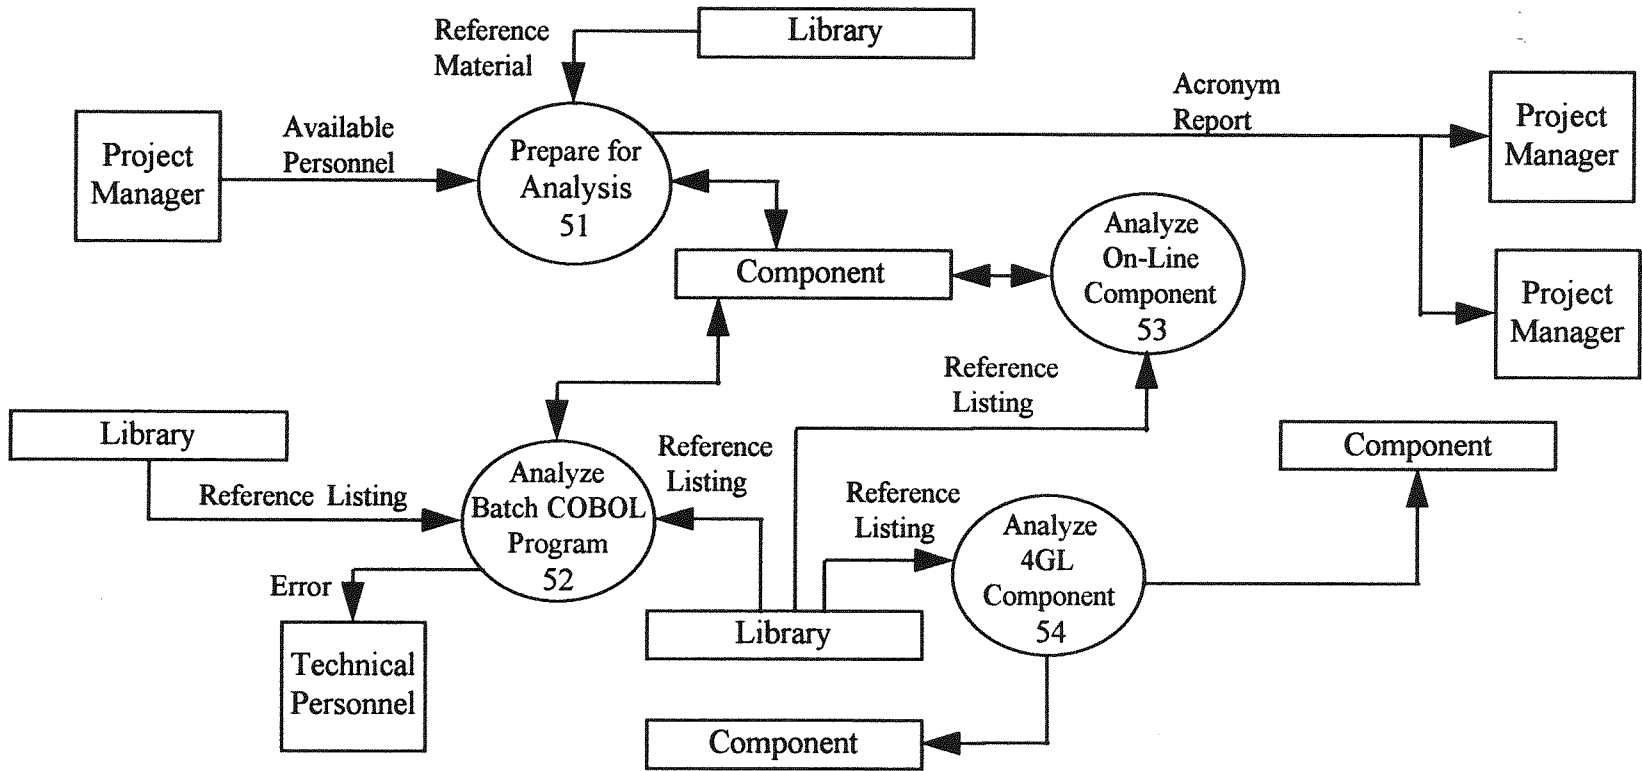 Library
Reference
Material
Acronym
Report
Project
Manager
Available
Personnel
Project
Manager
Prepare for
Analysis
51
Component
Analyze
On-Line
Component
53
Project
Manager
Reference
Listing
Library
Reference Listing
Analyze
Batch COBOL
Program
52
Reference
Listing
Reference
Listing
Analyze
4GL
Component
54
Component
Error
Technical
Personnel
Library
Component